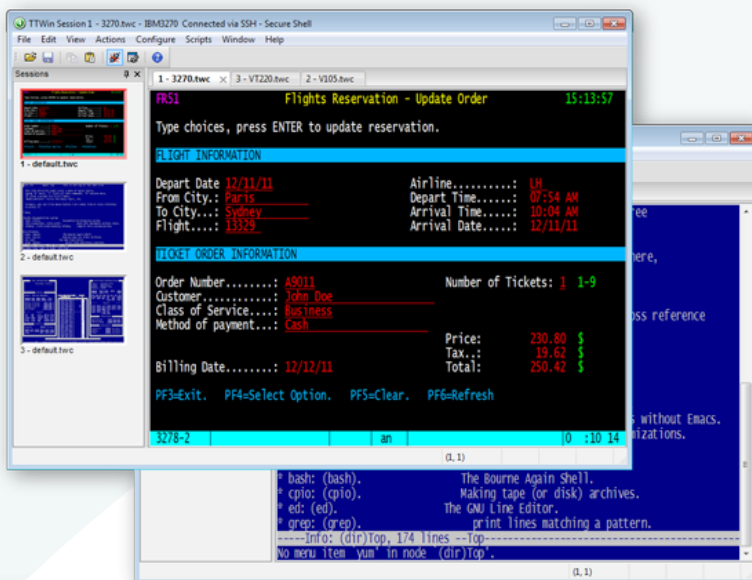 TTWin Session 1 - 3270.twc - IBM3270 Connected via SSH - Secure Shell
File Edit View Actions Configure Scripts Window Help
Sessions
1 - default.twc
2 - default.twc
3 - default.twc
1 - 3270.twc 3 - VT220.twc 2 - V105.twc
FRS1 Flights Reservation - Update Order 15:13:57
Type choices, press ENTER to update reservation.
FLIGHT INFORMATION
Depart Date 12/11/11 Airline..........: LH
From City.: Paris Depart Time......: 07:54 AM
To City...: Sydney Arrival Time.....: 10:04 AM
Flight....: 13329 Arrival Date.....: 12/11/11
TICKET ORDER INFORMATION
Order Number........: A9011 Number of Tickets: 1 1-9
Customer............: John Doe
Class of Service....: Business
Method of payment...: Cash
Price: 230.80 $
Tax..: 19.62 $
Billing Date........: 12/12/11 Total: 250.42 $
PF3=Exit. PF4=Select Option. PF5=Clear. PF6=Refresh
3278-2 an 0 :10 14
(1, 1)
ree
here,
oss reference
s without Emacs.
mizations.
* bash: (bash). The Bourne Again Shell.
* cpio: (cpio). Making tape (or disk) archives.
* ed: (ed). The GNU Line Editor.
* grep: (grep). print lines matching a pattern.
-----Info: (dir)Top, 174 lines --Top-----
No menu item `yum' in node `(dir)Top'.
(1, 1)